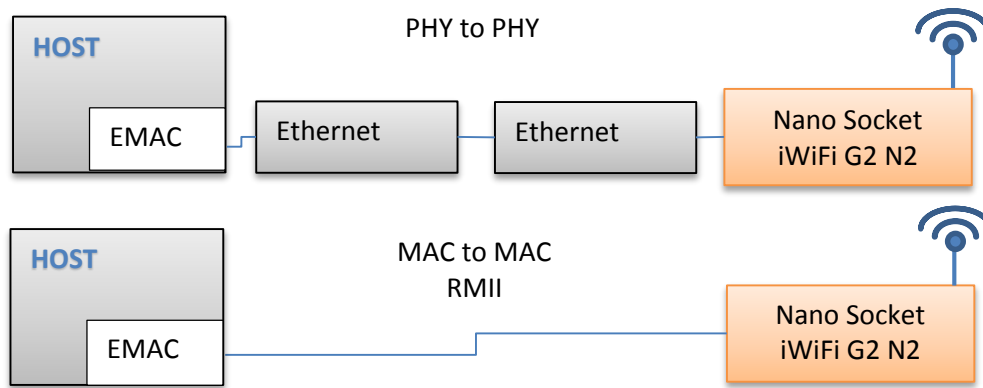 PHY to PHY
HOST
EMAC
Ethernet
Ethernet
Nano Socket
iWiFi G2 N2
MAC to MAC
RMII
HOST
EMAC
Nano Socket
iWiFi G2 N2